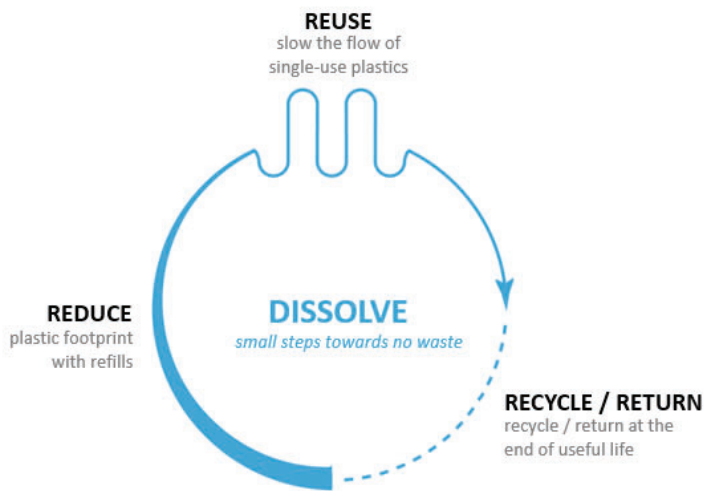 REUSE
slow the flow of
single-use plastics
REDUCE
plastic footprint
with refills
DISSOLVE
small steps towards no waste
RECYCLE / RETURN
recycle / return at the
end of useful life